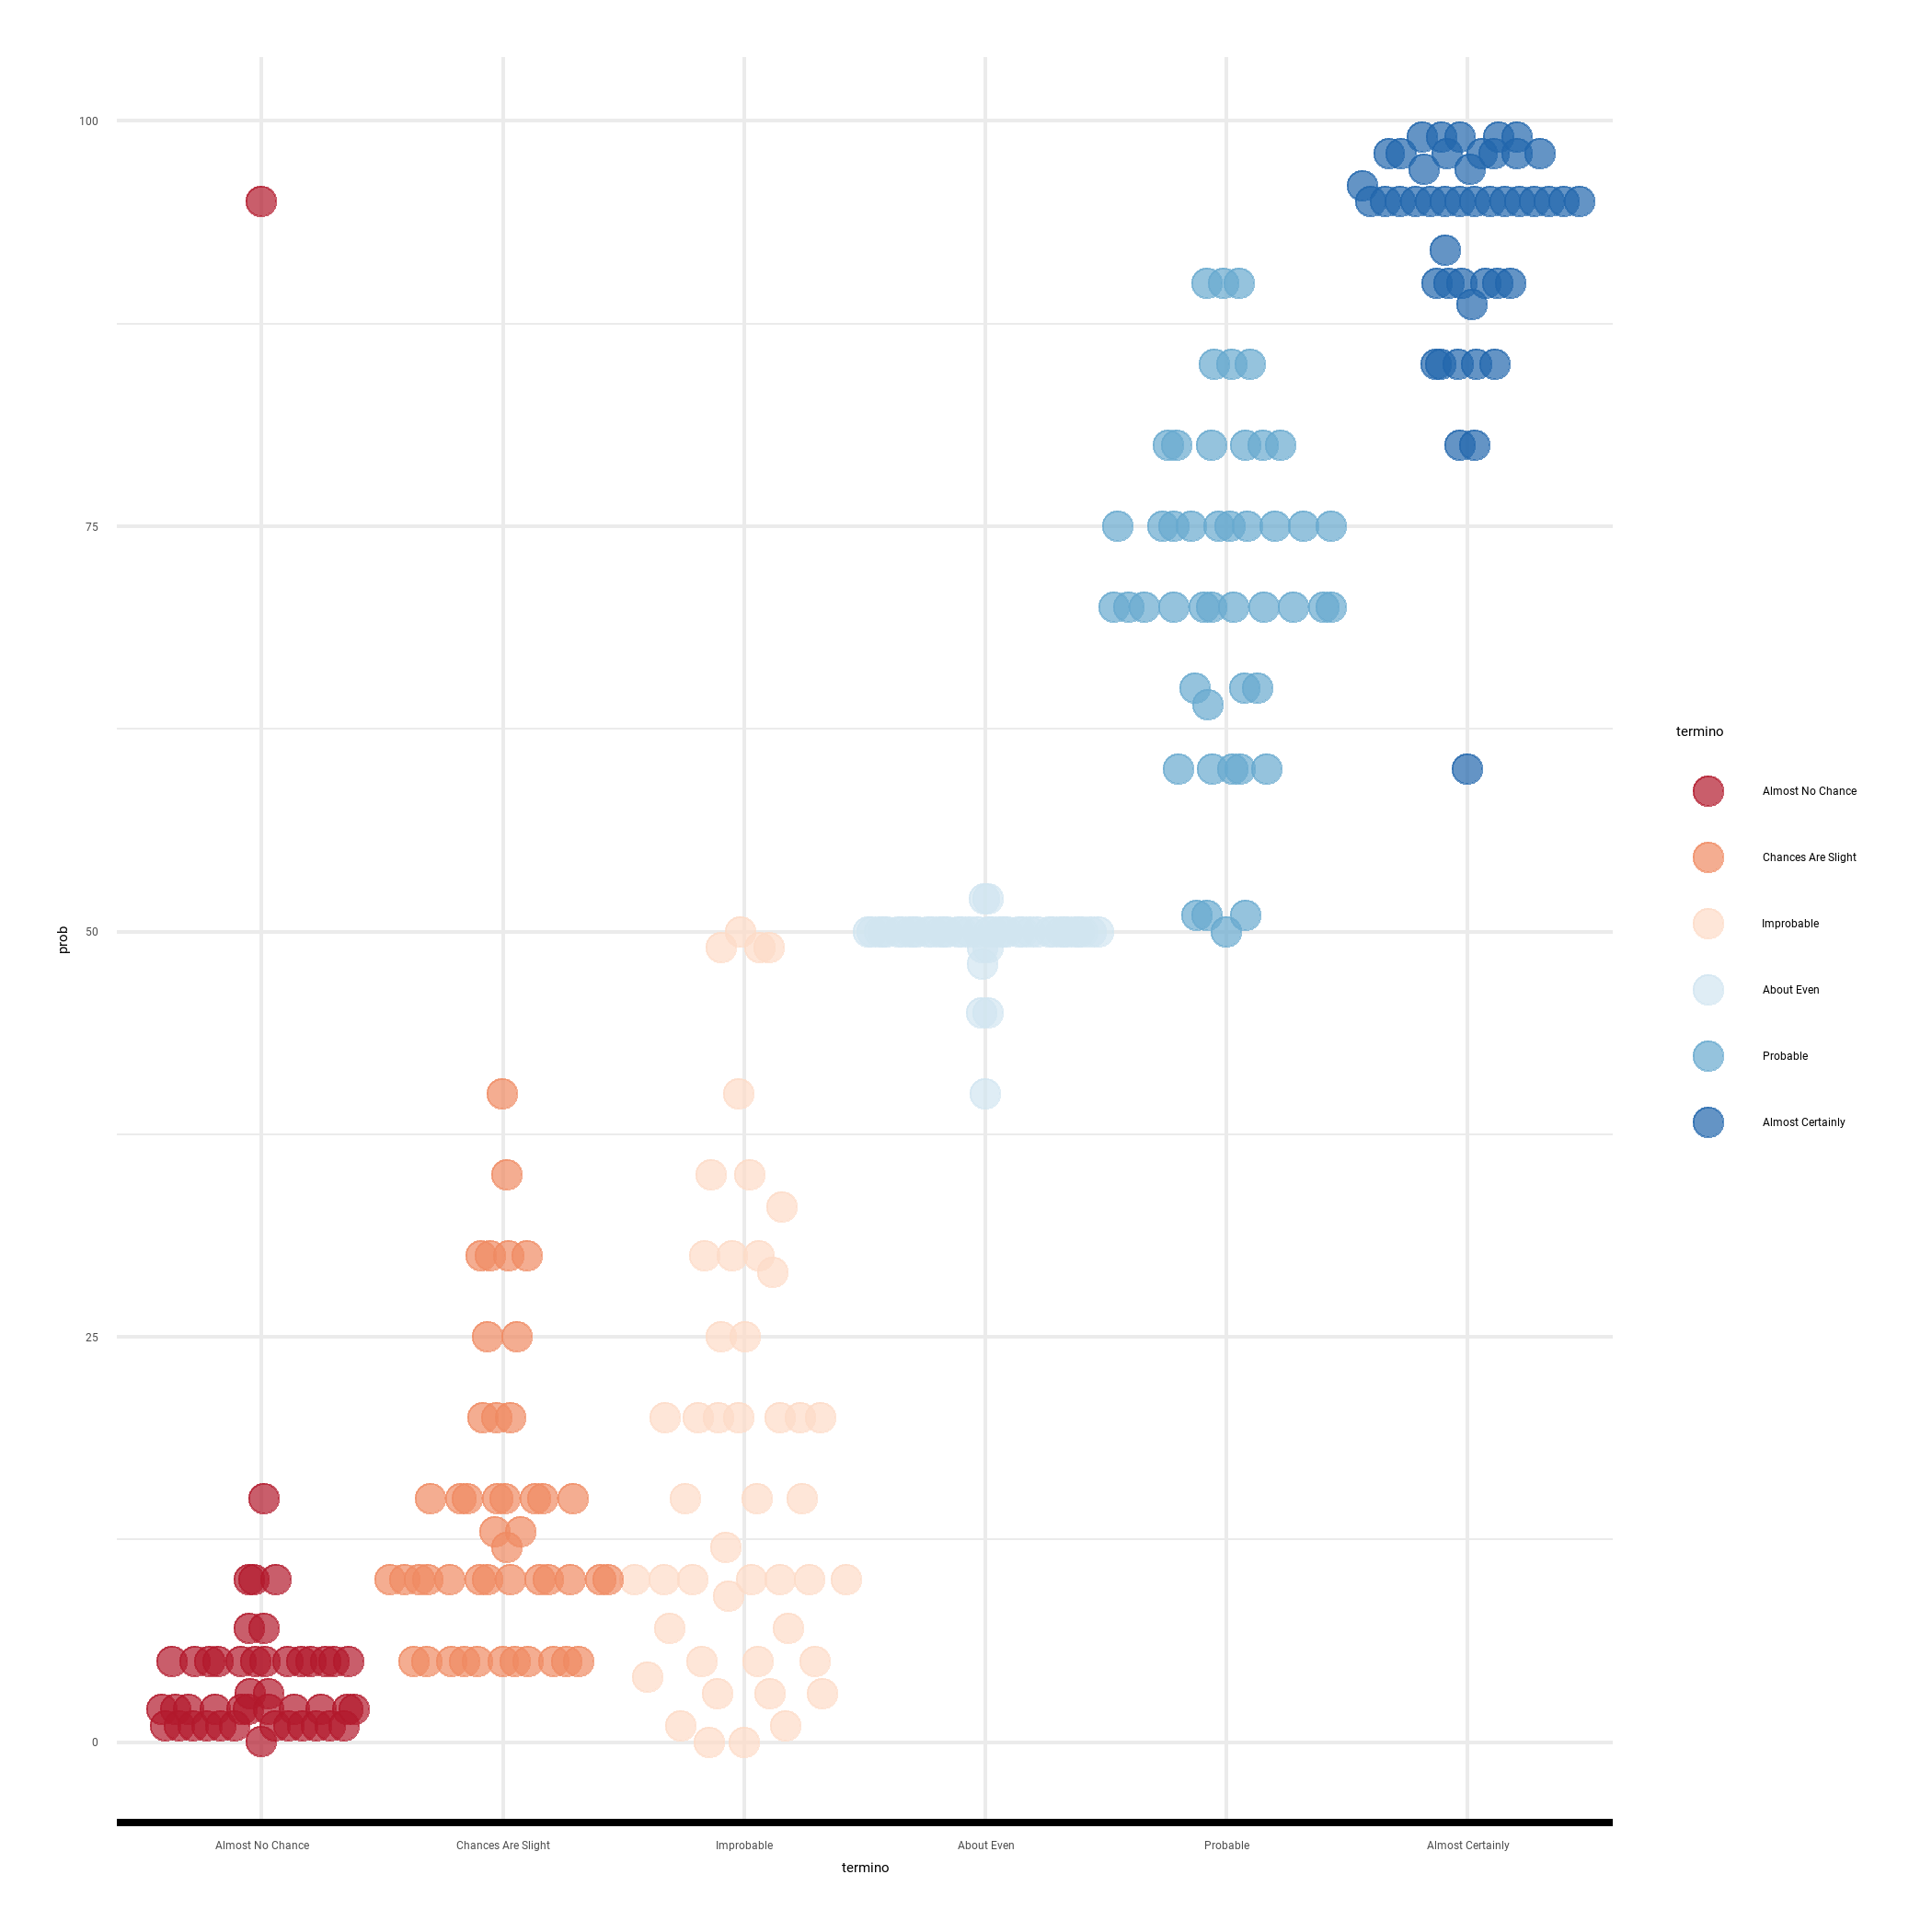 100
75
50
25
0
prob
Almost No Chance
Chances Are Slight
Improbable
About Even
Probable
Almost Certainly
termino
termino
Almost No Chance
Chances Are Slight
Improbable
About Even
Probable
Almost Certainly